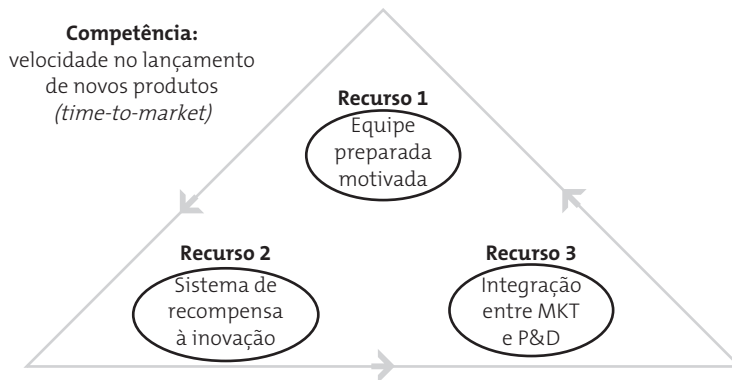 Competência:
velocidade no lançamento
de novos produtos
(time-to-market)
Recurso 1
Equipe
preparada
motivada
Recurso 2
Sistema de
recompensa
à inovação
Recurso 3
Integração
entre MKT
e P&D